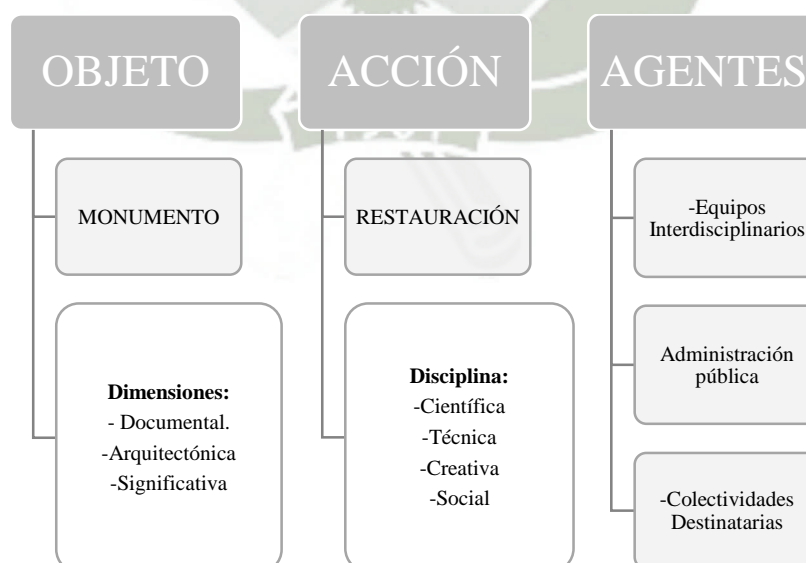 OBJETO
MONUMENTO
Dimensiones:
- Documental.
-Arquitectónica
-Significativa
ACCIÓN
RESTAURACIÓN
Disciplina:
-Científica
-Técnica
-Creativa
-Social
AGENTES
-Equipos
Interdisciplinarios
Administración
pública
-Colectividades
Destinatarias